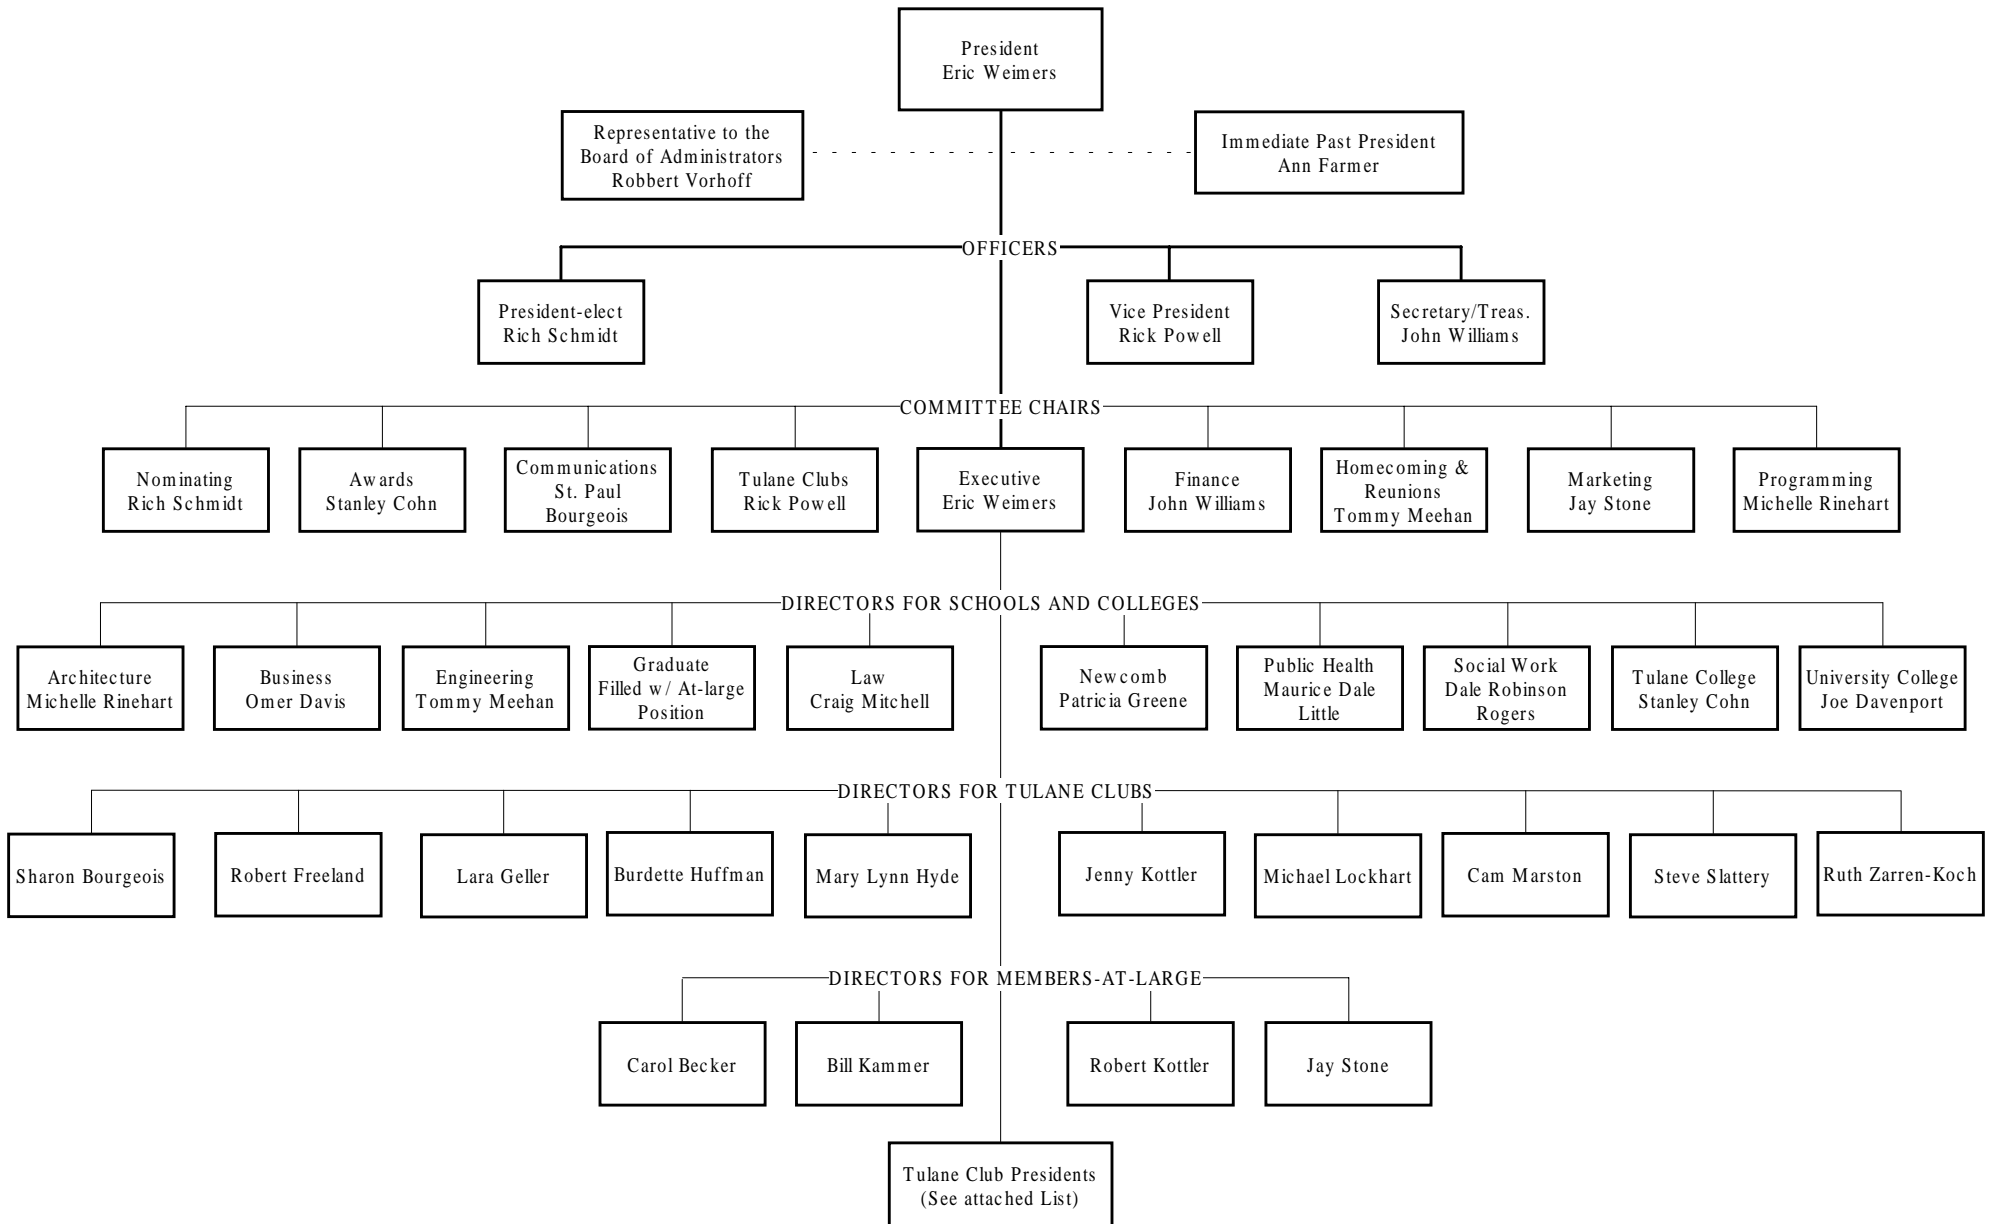 President
Eric Weimers
Representative to the
Board of Administrators
Robbert Vorhoff
Immediate Past President
Ann Farmer
OFFICERS
President-elect
Rich Schmidt
Vice President
Rick Powell
Secretary/Treas.
John Williams
COMMITTEE CHAIRS
Nominating
Rich Schmidt
Awards
Stanley Cohn
Communications
St. Paul
Bourgeois
Tulane Clubs
Rick Powell
Executive
Eric Weimers
Finance
John Williams
Homecoming &
Reunions
Tommy Meehan
Marketing
Jay Stone
Programming
Michelle Rinehart
DIRECTORS FOR SCHOOLS AND COLLEGES
Architecture
Michelle Rinehart
Business
Omer Davis
Engineering
Tommy Meehan
Graduate
Filled w/ At-large
Position
Law
Craig Mitchell
Newcomb
Patricia Greene
Public Health
Maurice Dale
Little
Social Work
Dale Robinson
Rogers
Tulane College
Stanley Cohn
University College
Joe Davenport
DIRECTORS FOR TULANE CLUBS
Sharon Bourgeois
Robert Freeland
Lara Geller
Burdette Huffman
Mary Lynn Hyde
Jenny Kottler
Michael Lockhart
Cam Marston
Steve Slattery
Ruth Zarren-Koch
DIRECTORS FOR MEMBERS-AT-LARGE
Carol Becker
Bill Kammer
Robert Kottler
Jay Stone
Tulane Club Presidents
(See attached List)